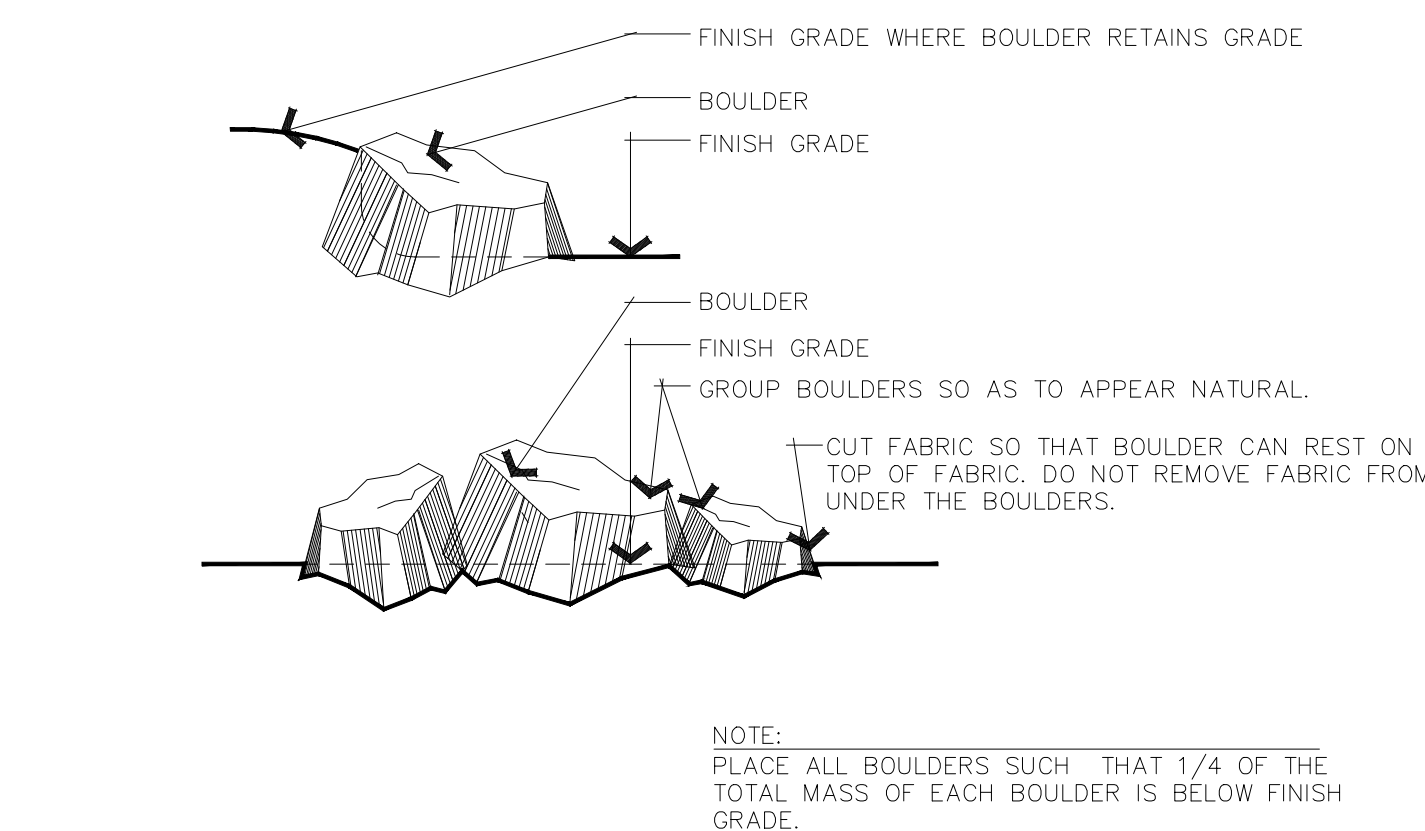 FINISH GRADE WHERE BOULDER RETAINS GRADE
BOULDER
FINISH GRADE
BOULDER
FINISH GRADE
GROUP BOULDERS SO AS TO APPEAR NATURAL.
CUT FABRIC SO THAT BOULDER CAN REST ON
TOP OF FABRIC. DO NOT REMOVE FABRIC FROM
UNDER THE BOULDERS.
NOTE:
PLACE ALL BOULDERS SUCH THAT 1/4 OF THE
TOTAL MASS OF EACH BOULDER IS BELOW FINISH
GRADE.